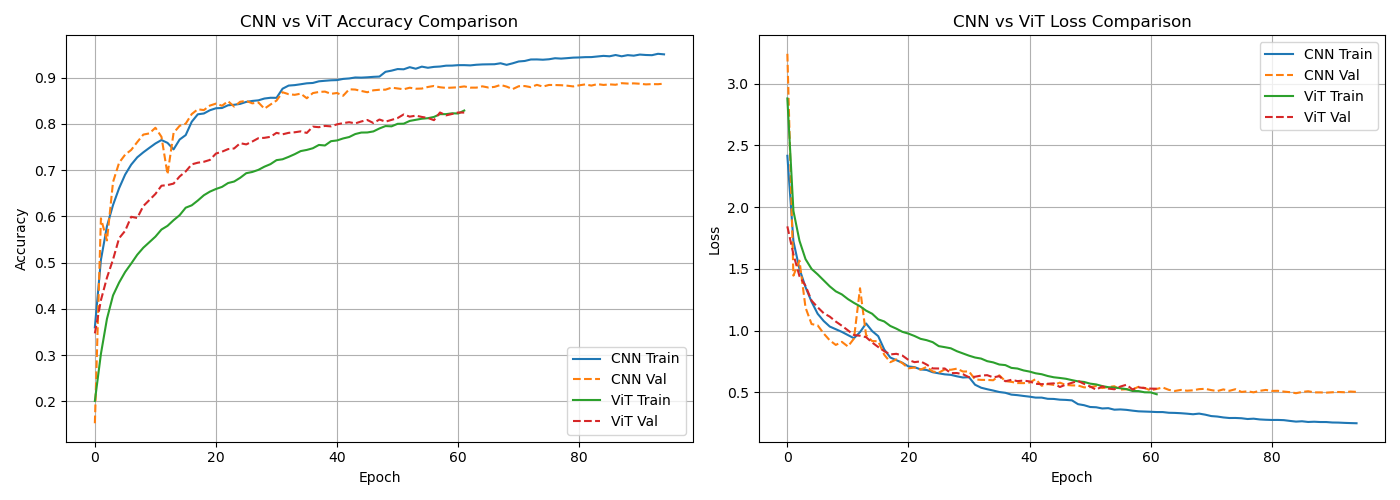 CNN vs ViT Accuracy Comparison
0.9
0.8
0.7
0.6
0.5
0.4
0.3
0.2
Accuracy
0 20 40 60 80
Epoch
CNN Train
CNN Val
ViT Train
ViT Val
CNN vs ViT Loss Comparison
3.0
2.5
2.0
1.5
1.0
0.5
Loss
0 20 40 60 80
Epoch
CNN Train
CNN Val
ViT Train
ViT Val